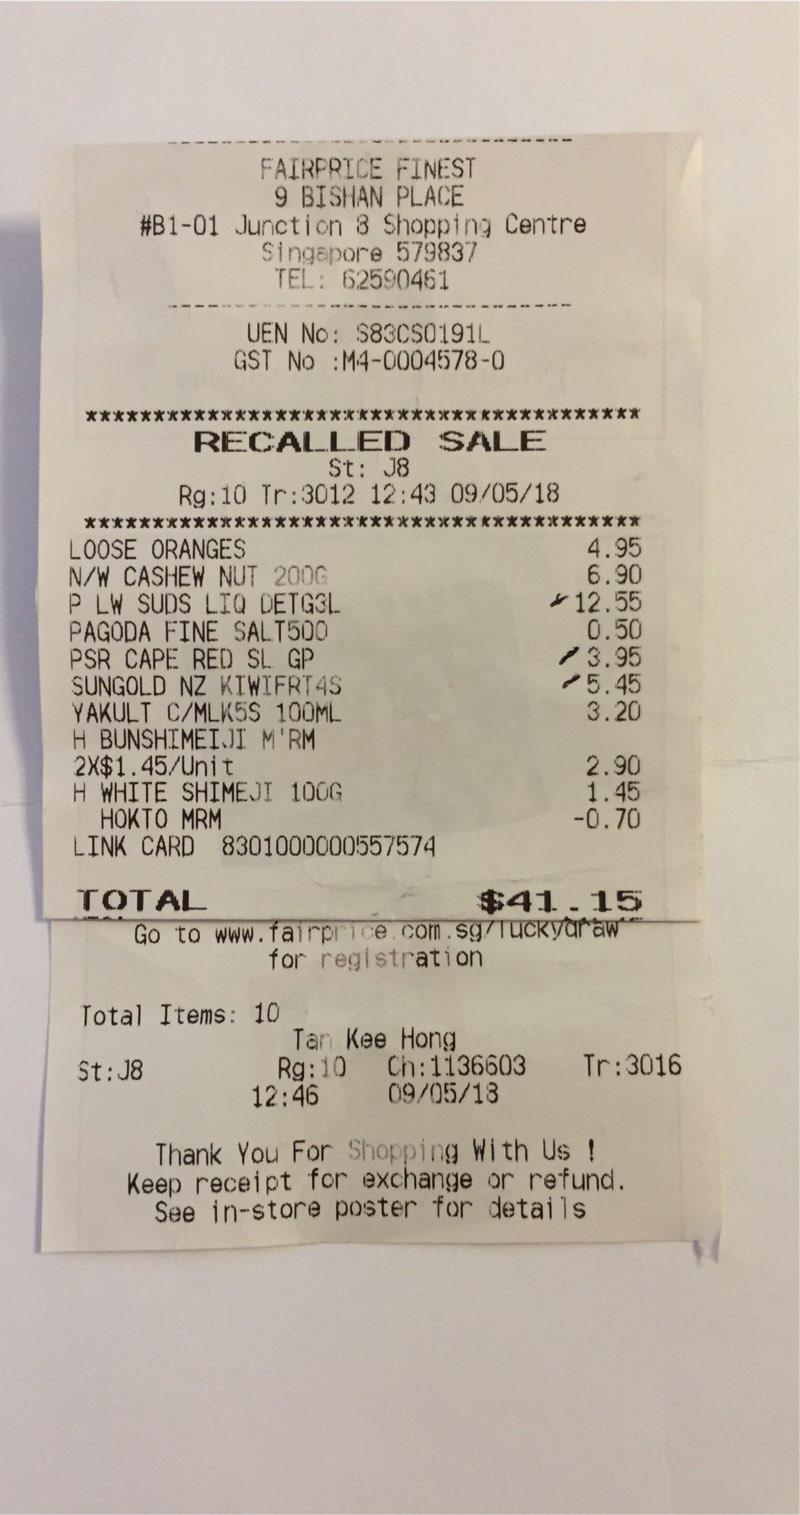 FAIRPRICE FINEST
9 BISHAN PLACE
#B1-01 Junction 8 Shopping Centre
Singapore 579837
TEL: 62590461
UEN No: S83CS0191L
GST No :M4-0004578-0
******************************************
RECALLED SALE
St: J8
Rg:10 Tr:3012 12:43 09/05/18
******************************************
LOOSE ORANGES 4.95
N/W CASHEW NUT 200G 6.90
P LW SUDS LIQ DETG3L 12.55
PAGODA FINE SALT500 0.50
PSR CAPE RED SL GP 3.95
SUNGOLD NZ KIWIFRT4S 5.45
YAKULT C/MLK5S 100ML 3.20
H BUNSHIMEIJI M'RM
2X$1.45/Unit 2.90
H WHITE SHIMEJI 100G 1.45
HOKTO MRM -0.70
LINK CARD 8301000000557574
TOTAL $41.15
Go to www.fairprice.com.sg/luckydraw
for registration
Total Items: 10
Tan Kee Hong
St:J8 Rg:10 Ch:1136603 Tr:3016
12:46 09/05/18
Thank You For Shopping With Us !
Keep receipt for exchange or refund.
See in-store poster for details